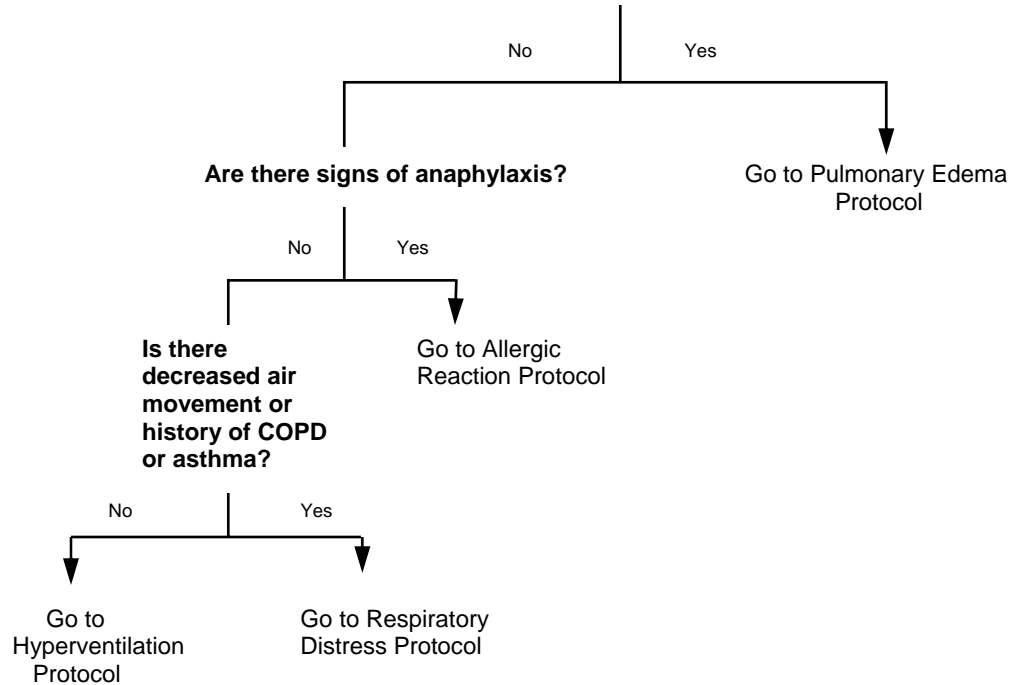 No
Yes
Are there signs of anaphylaxis?
Go to Pulmonary Edema
Protocol
No
Yes
Is there
decreased air
movement or
history of COPD
or asthma?
Go to Allergic
Reaction Protocol
No
Yes
Go to
Hyperventilation
Protocol
Go to Respiratory
Distress Protocol